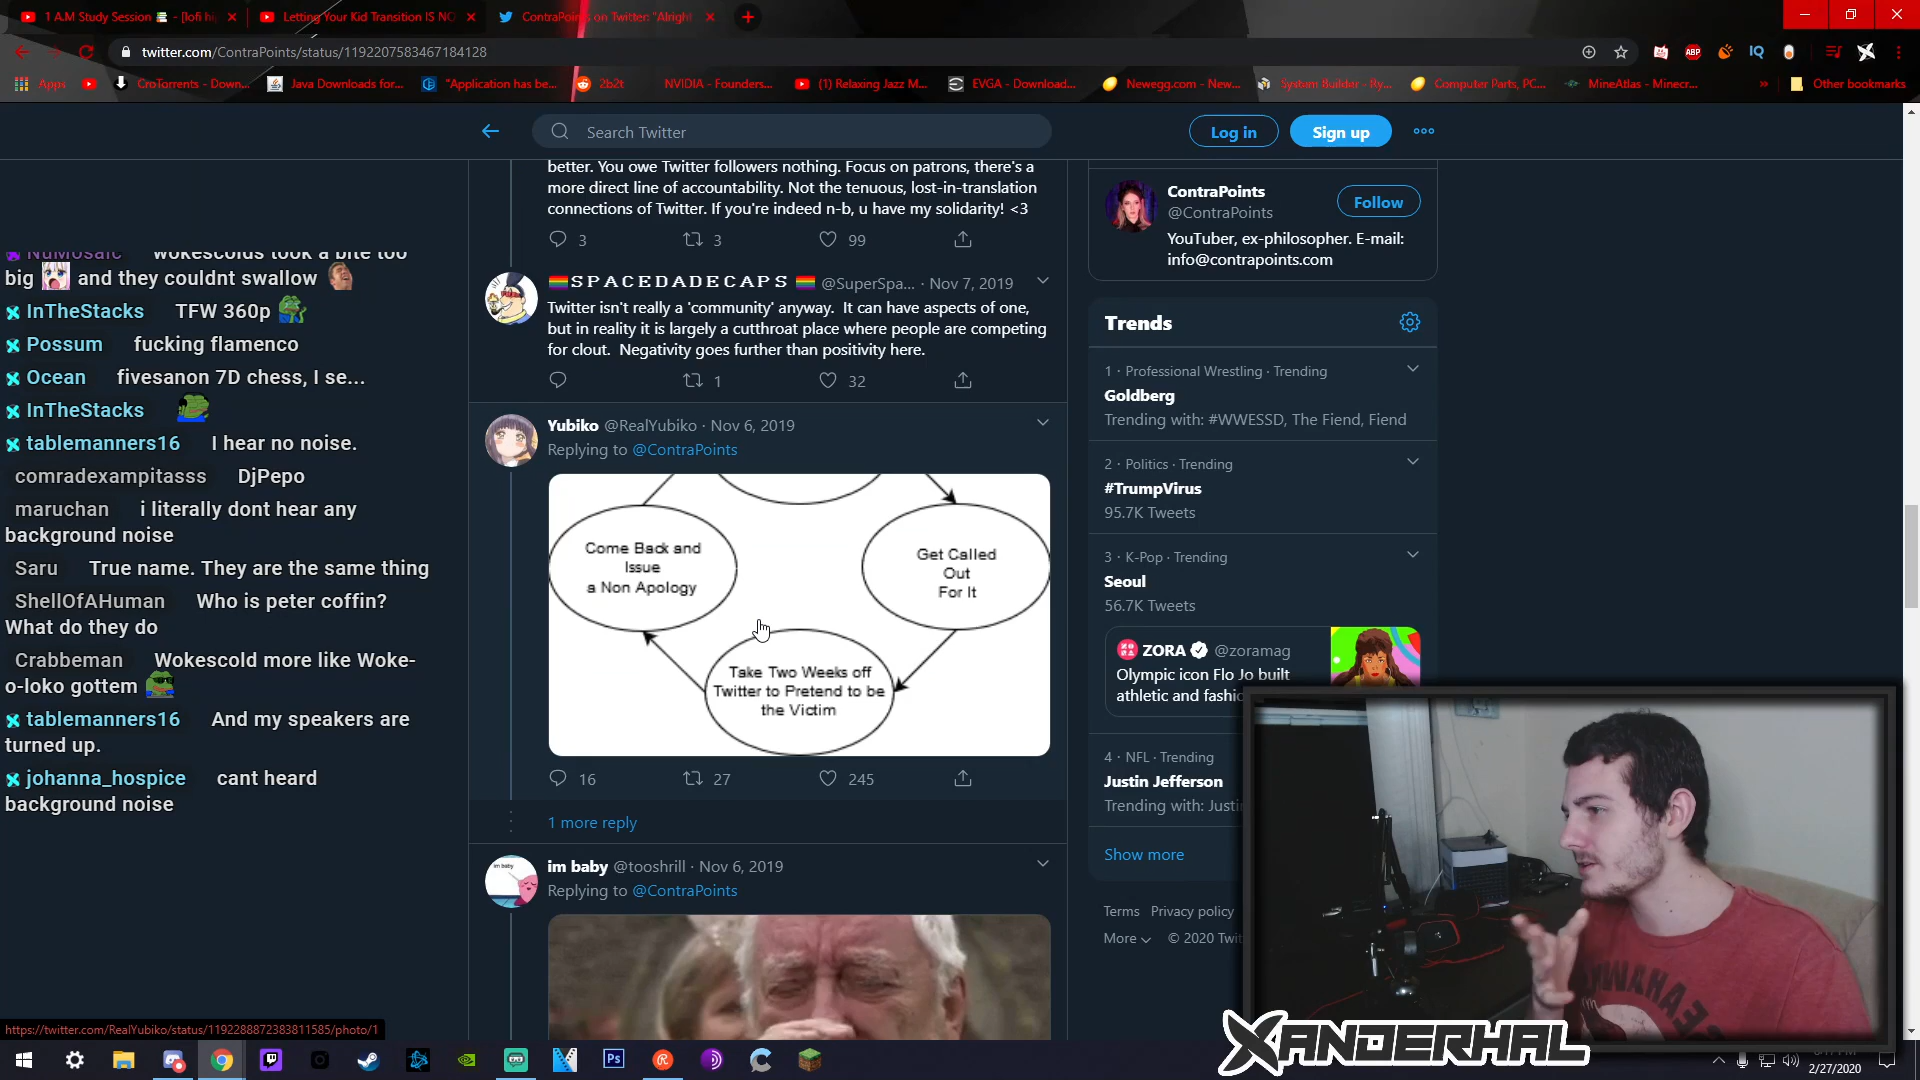 1 A.M Study Session - [lofi hi
Letting Your Kid Transition IS NO
ContraPoints on Twitter: "Alright
twitter.com/ContraPoints/status/1192207583467184128
ABP
IQ
Apps
CroTorrents - Down...
Java Downloads for...
"Application has be...
2b2t
NVIDIA - Founders...
(1) Relaxing Jazz M...
EVGA - Download...
Newegg.com - New...
System Builder - Ry...
Computer Parts, PC...
MineAtlas - Minecr...
Other bookmarks
Search Twitter
Log in
Sign up
better. You owe Twitter followers nothing. Focus on patrons, there's a
more direct line of accountability. Not the tenuous, lost-in-translation
connections of Twitter. If you're indeed n-b, u have my solidarity! <3
3
3
99
SPACEDADECAPS @SuperSpa... · Nov 7, 2019
Twitter isn't really a 'community' anyway. It can have aspects of one,
but in reality it is largely a cutthroat place where people are competing
for clout. Negativity goes further than positivity here.
1
32
Yubiko @RealYubiko · Nov 6, 2019
Replying to @ContraPoints
Come Back and
Issue
a Non Apology
Get Called
Out
For It
Take Two Weeks off
Twitter to Pretend to be
the Victim
16
27
245
1 more reply
im baby @tooshrill · Nov 6, 2019
Replying to @ContraPoints
im baby
ContraPoints
@ContraPoints
Follow
YouTuber, ex-philosopher. E-mail:
info@contrapoints.com
Trends
1 · Professional Wrestling · Trending
Goldberg
Trending with: #WWESSD, The Fiend, Fiend
2 · Politics · Trending
#TrumpVirus
95.7K Tweets
3 · K-Pop · Trending
Seoul
56.7K Tweets
ZORA @zoramag
Olympic icon Flo Jo built
athletic and fashio
4 · NFL · Trending
Justin Jefferson
Trending with: Justi
Show more
Terms Privacy policy
More
© 2020 Twit
NuMosaic wokescolds took a bite too
big and they couldnt swallow
InTheStacks TFW 360p
Possum fucking flamenco
Ocean fivesanon 7D chess, I se...
InTheStacks
tablemanners16 I hear no noise.
comradexampitasss DjPepo
maruchan i literally dont hear any
background noise
Saru True name. They are the same thing
ShellOfAHuman Who is peter coffin?
What do they do
Crabbeman Wokescold more like Woke-
o-loko gottem
tablemanners16 And my speakers are
turned up.
johanna_hospice cant heard
background noise
https://twitter.com/RealYubiko/status/1192288872383811585/photo/1
XANDERHAL
Ps
2/27/2020